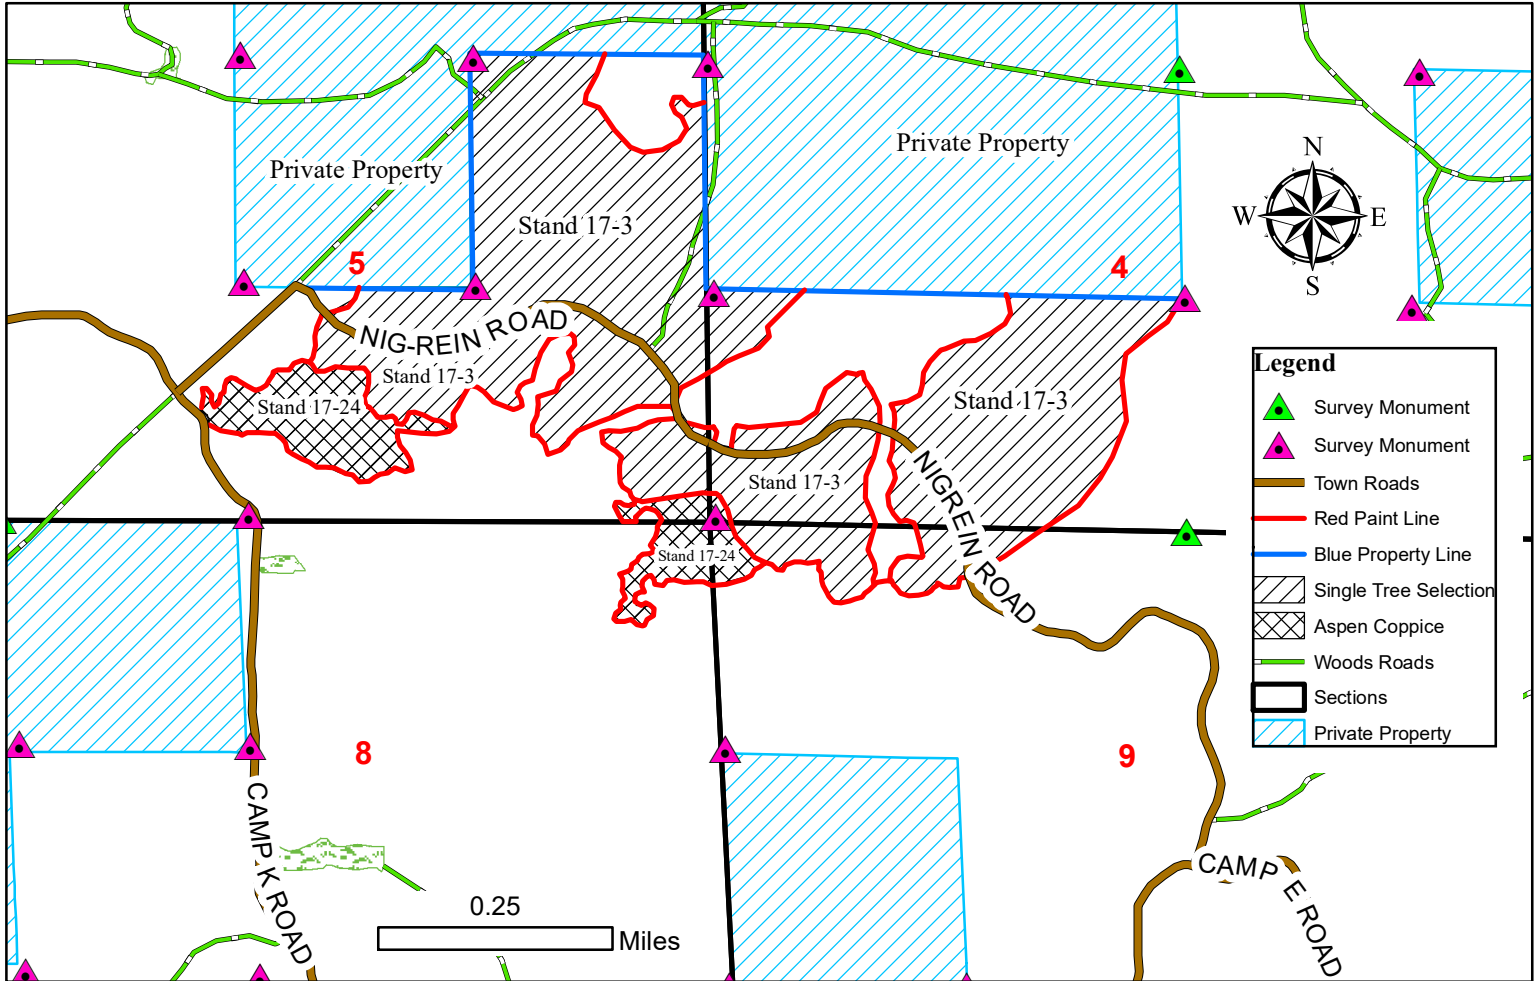 Private Property
Private Property
N
W
E
S
Stand 17-3
5
4
NIG-REIN ROAD
Stand 17-3
Stand 17-24
Stand 17-3
Stand 17-3
NIGREIN ROAD
Stand 17-24
Legend
Survey Monument
Survey Monument
Town Roads
Red Paint Line
Blue Property Line
Single Tree Selection
Aspen Coppice
Woods Roads
Sections
Private Property
8
9
CAMP K ROAD
CAMP E ROAD
0.25
Miles